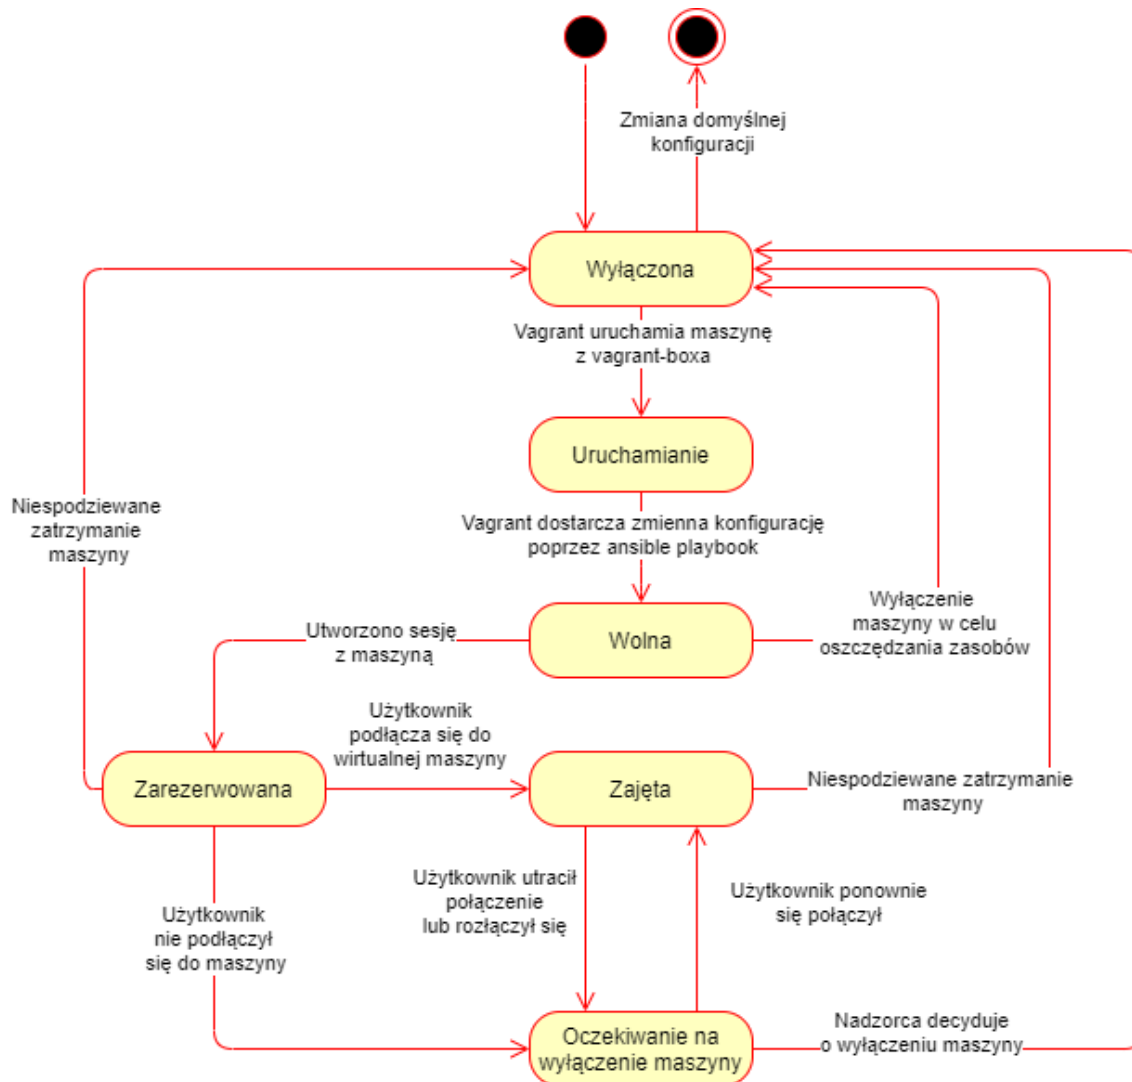 Zmiana domyślnej
konfiguracji
Wyłączona
Vagrant uruchamia maszynę
z vagrant-boxa
Uruchamianie
Niespodziewane
zatrzymanie
maszyny
Vagrant dostarcza zmienna konfigurację
poprzez ansible playbook
Wyłączenie
maszyny w celu
oszczędzania zasobów
Utworzono sesję
z maszyną
Wolna
Użytkownik
podłącza się do
wirtualnej maszyny
Zarezerwowana
Zajęta
Niespodziewane zatrzymanie
maszyny
Użytkownik utracił
połączenie
lub rozłączył się
Użytkownik ponownie
się połączył
Użytkownik
nie podłączył
się do maszyny
Oczekiwanie na
wyłączenie maszyny
Nadzorca decyduje
o wyłączeniu maszyny